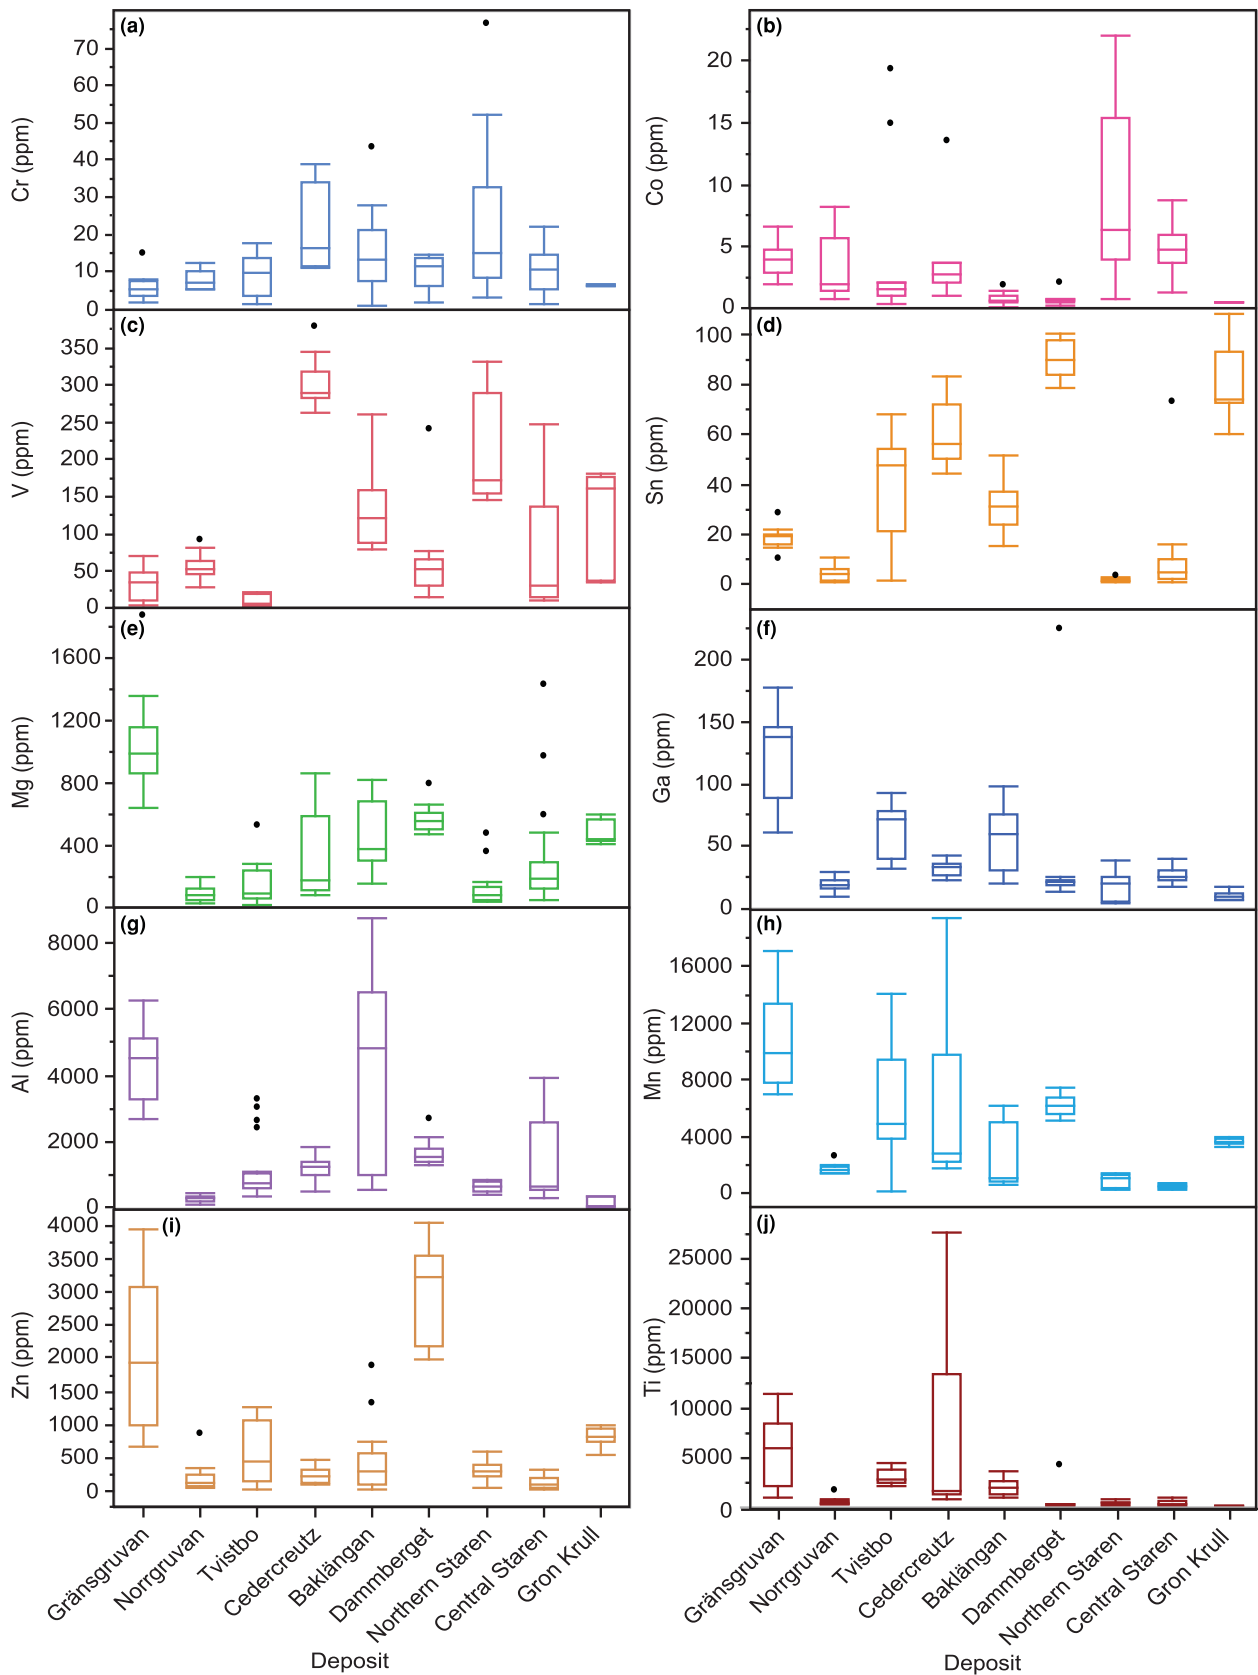 (a)
Cr (ppm)
70
60
50
40
30
20
10
0
(b)
Co (ppm)
20
15
10
5
0
(c)
V (ppm)
350
300
250
200
150
100
50
0
(d)
Sn (ppm)
100
80
60
40
20
0
(e)
Mg (ppm)
1600
1200
800
400
0
(f)
Ga (ppm)
200
150
100
50
0
(g)
Al (ppm)
8000
6000
4000
2000
0
(h)
Mn (ppm)
16000
12000
8000
4000
0
(i)
Zn (ppm)
4000
3500
3000
2500
2000
1500
1000
500
0
(j)
Ti (ppm)
25000
20000
15000
10000
5000
0
Gränsgruvan
Norrgruvan
Tvistbo
Cedercreutz
Baklängan
Dammberget
Northern Staren
Central Staren
Gron Krull
Deposit
Gränsgruvan
Norrgruvan
Tvistbo
Cedercreutz
Baklängan
Dammberget
Northern Staren
Central Staren
Gron Krull
Deposit